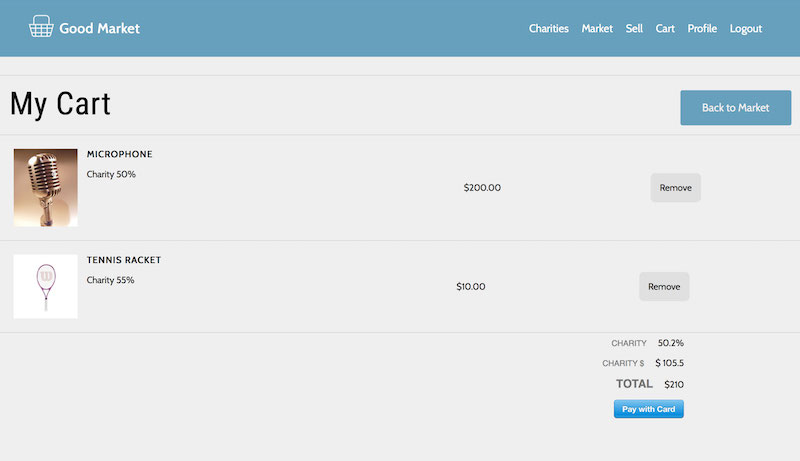 Good Market
Charities Market Sell Cart Profile Logout
My Cart
Back to Market
MICROPHONE
Charity 50%
$200.00
Remove
TENNIS RACKET
Charity 55%
$10.00
Remove
CHARITY 50.2%
CHARITY $ $ 105.5
TOTAL $210
Pay with Card